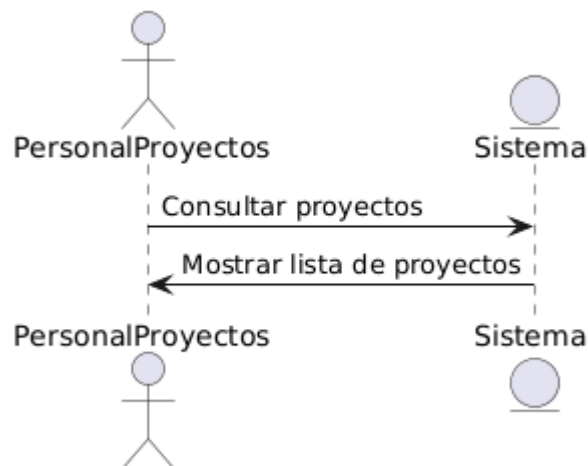 PersonalProyectos Sistema
Consultar proyectos
Mostrar lista de proyectos
PersonalProyectos Sistema